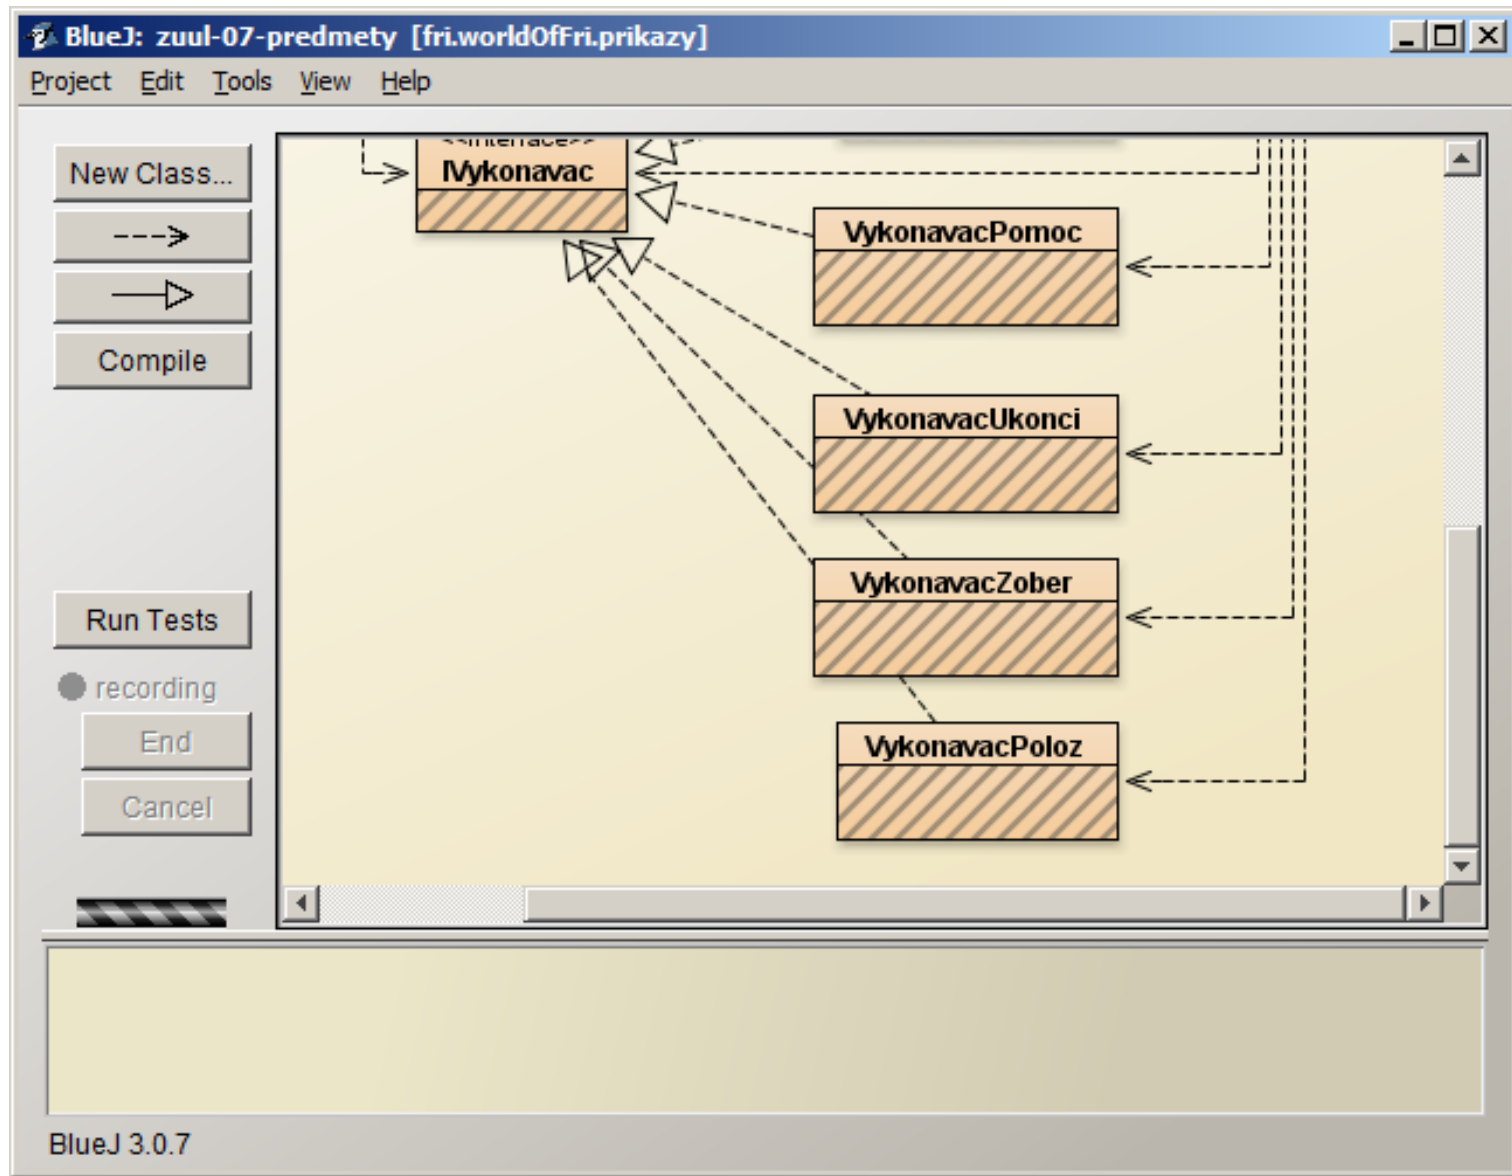 BlueJ: zuul-07-predmety [fri.worldOfFri.prikazy]
Project Edit Tools View Help
New Class...
Compile
Run Tests
recording
End
Cancel
<<interface>>
IVykonavac
VykonavacPomoc
VykonavacUkonci
VykonavacZober
VykonavacPoloz
BlueJ 3.0.7